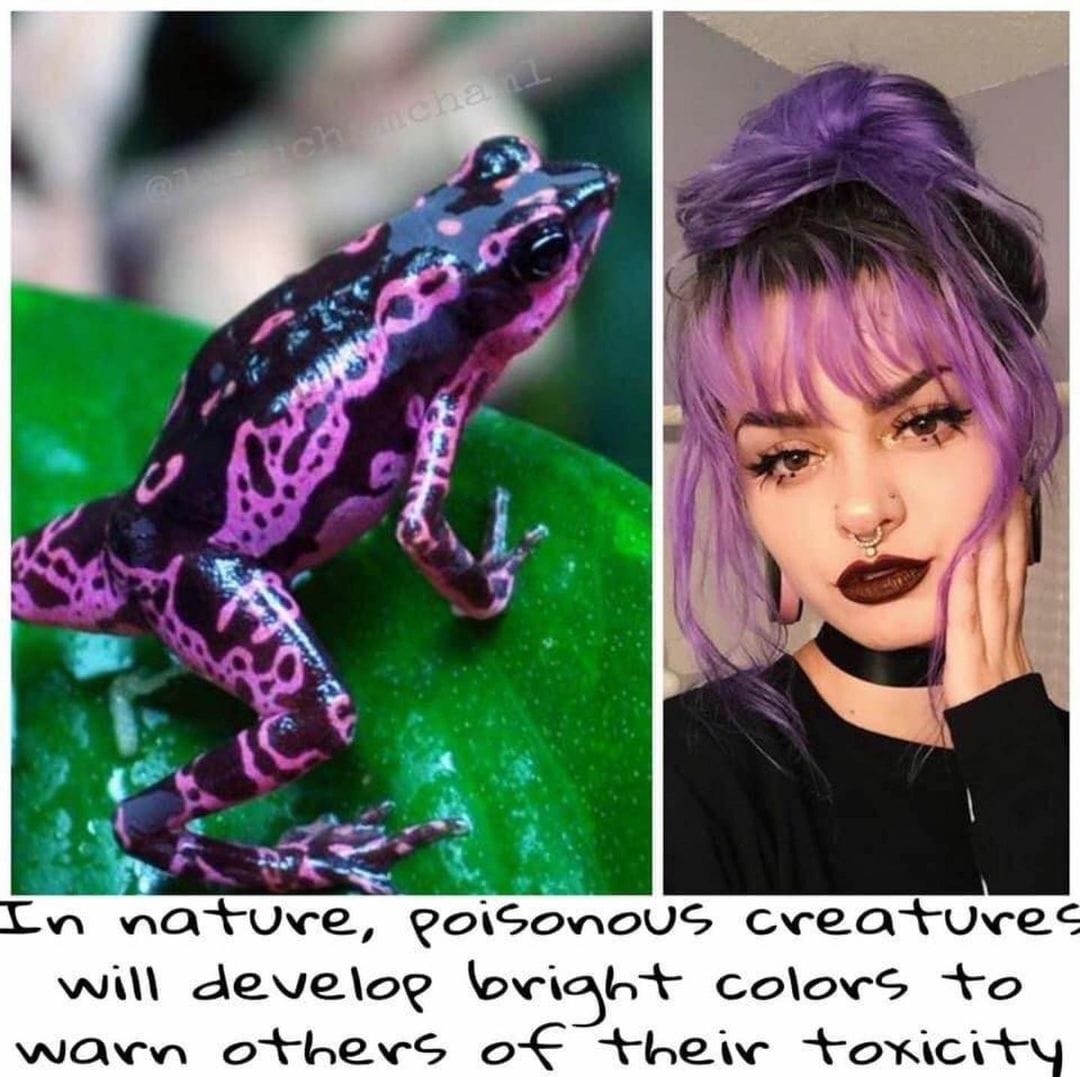 In nature, poisonous creatures
will develop bright colors to
warn others of their toxicity